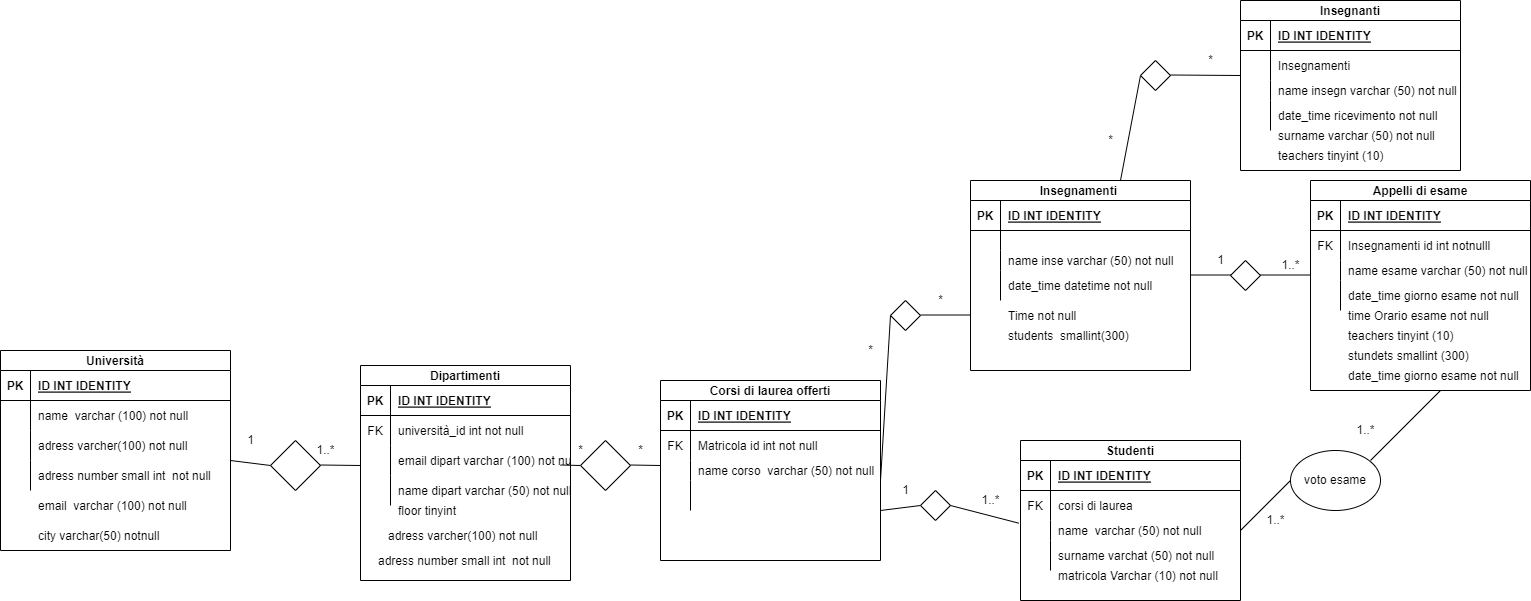 Insegnanti
PK ID INT IDENTITY
Insegnamenti
name insegn varchar (50) not null
date_time ricevimento not null
surname varchar (50) not null
teachers tinyint (10)
*
*
Insegnamenti
PK ID INT IDENTITY
name inse varchar (50) not null
date_time datetime not null
Time not null
students smallint(300)
1
1..*
Appelli di esame
PK ID INT IDENTITY
FK Insegnamenti id int notnulll
name esame varchar (50) not null
date_time giorno esame not null
time Orario esame not null
teachers tinyint (10)
stundets smallint (300)
date_time giorno esame not null
Università
PK ID INT IDENTITY
name varchar (100) not null
adress varcher(100) not null
adress number small int not null
email varchar (100) not null
city varchar(50) notnull
1
1..*
Dipartimenti
PK ID INT IDENTITY
FK università_id int not null
email dipart varchar (100) not nu
name dipart varchar (50) not null
floor tinyint
adress varcher(100) not null
adress number small int not null
*
*
Corsi di laurea offerti
PK ID INT IDENTITY
FK Matricola id int not null
name corso varchar (50) not null
*
*
1
1..*
Studenti
PK ID INT IDENTITY
FK corsi di laurea
name varchar (50) not null
surname varchat (50) not null
matricola Varchar (10) not null
1..*
voto esame
1..*